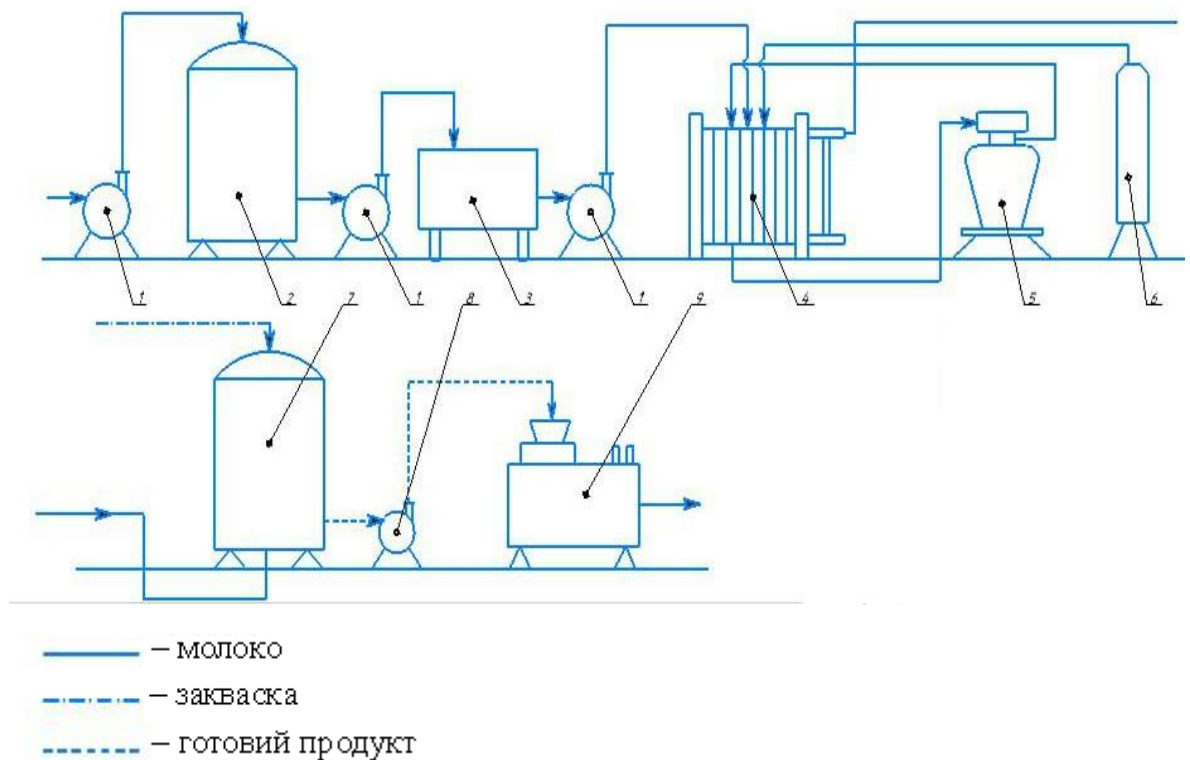 1 2 1 3 1 4 5 6
7 8 9
— молоко
— закваска
— готовий продукт